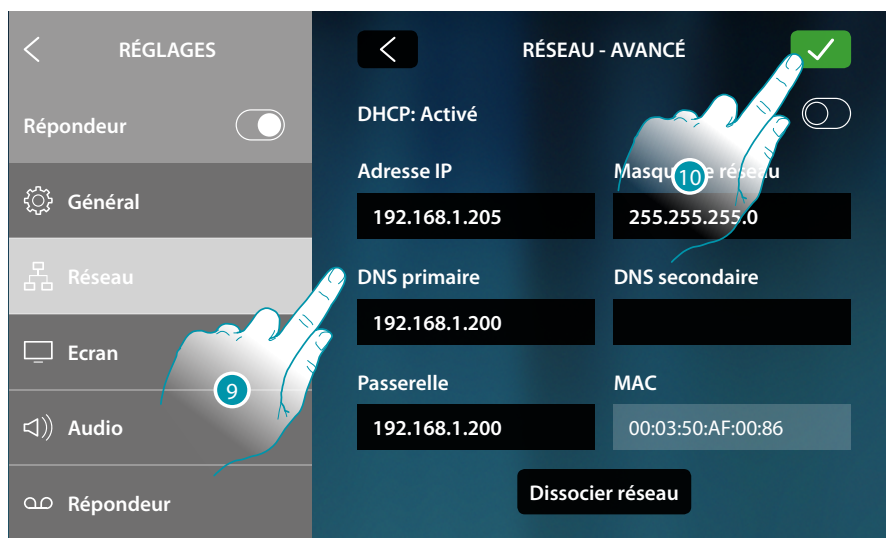 RÉGLAGES
Répondeur
Général
Réseau
Ecran
Audio
Répondeur
RÉSEAU - AVANCÉ
DHCP: Activé
Adresse IP
192.168.1.205
réseau
255.255.255.0
DNS primaire
192.168.1.200
DNS secondaire
Passerelle
192.168.1.200
MAC
00:03:50:AF:00:86
Dissocier réseau
9
10